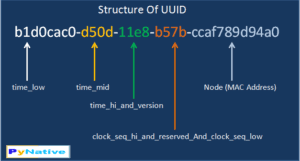 Structure Of UUID
b1d0cac0-d50d-11e8-b57b-ccaf789d94a0
time_low
time_mid
Node (MAC Address)
time_hi_and_version
clock_seq_hi_and_reserved_And_clock_seq_low
PyNative